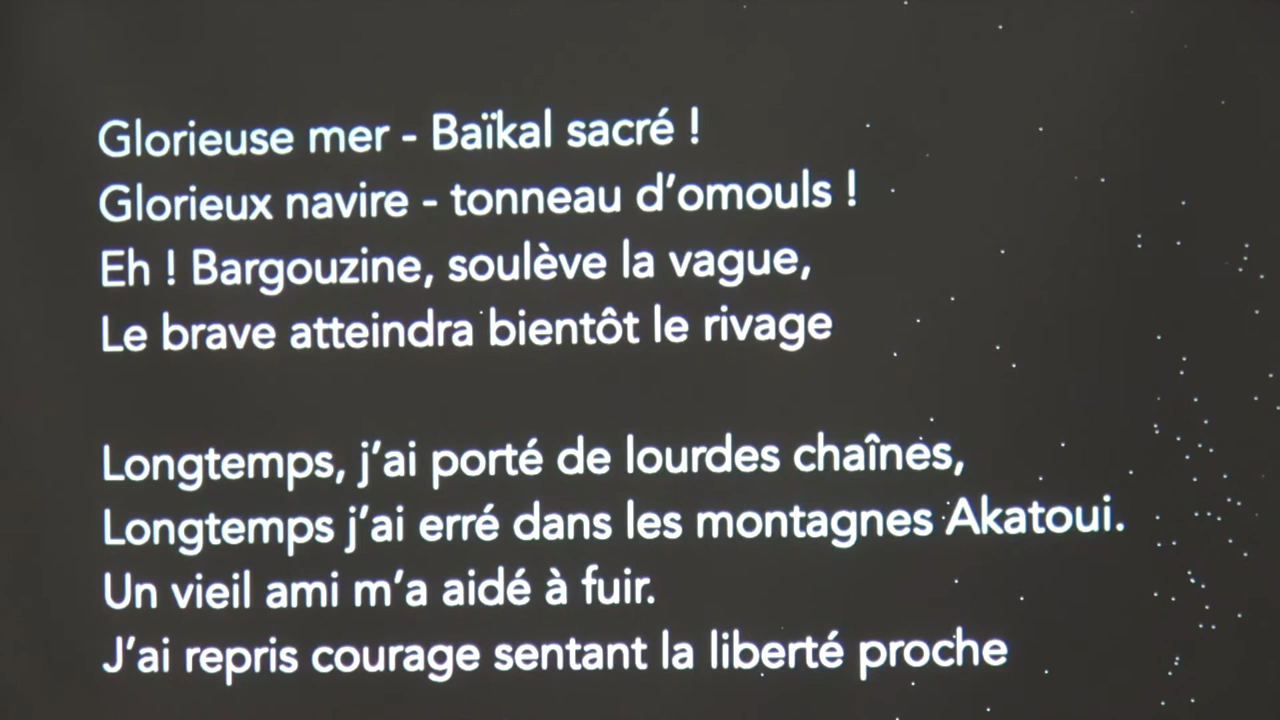 Glorieuse mer - Baïkal sacré !
Glorieux navire - tonneau d'omouls !
Eh ! Bargouzine, soulève la vague,
Le brave atteindra bientôt le rivage
Longtemps, j'ai porté de lourdes chaînes,
Longtemps j'ai erré dans les montagnes Akatoui.
Un vieil ami m'a aidé à fuir.
J'ai repris courage sentant la liberté proche